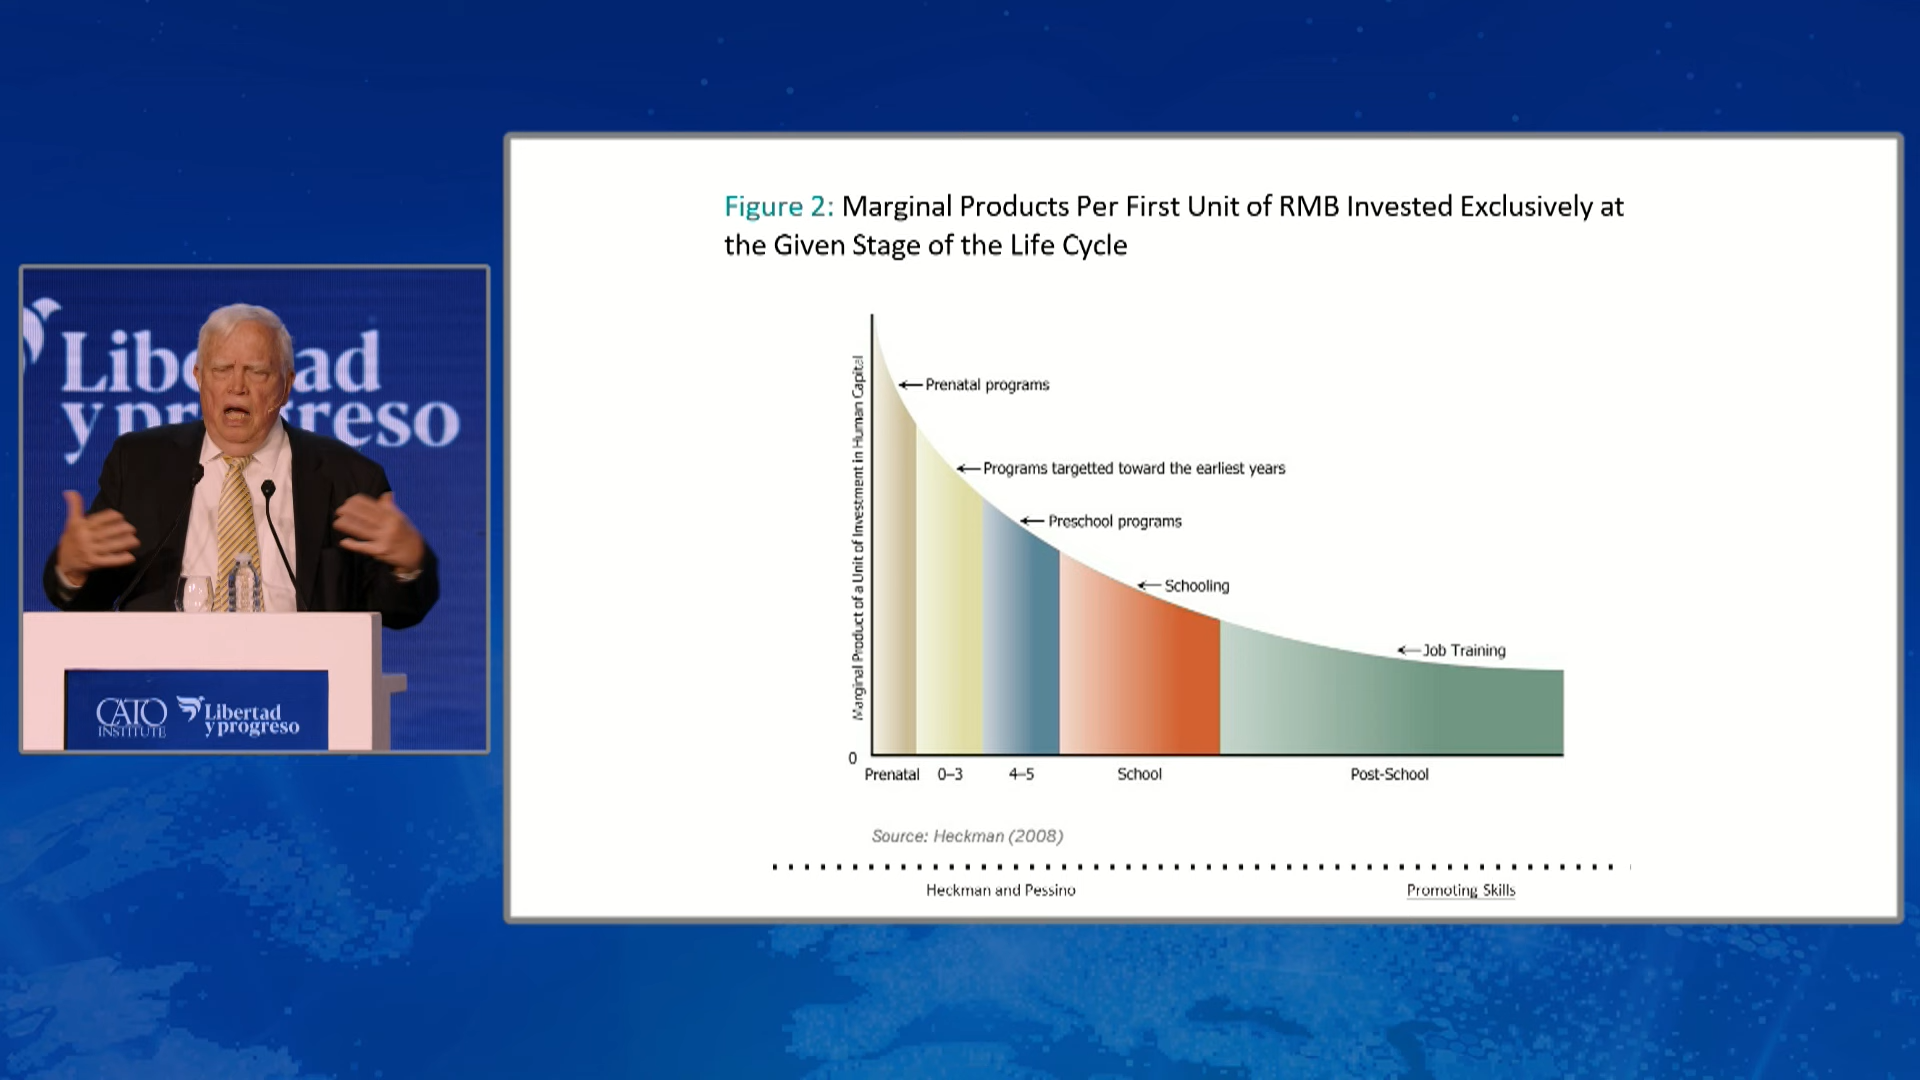 Figure 2: Marginal Products Per First Unit of RMB Invested Exclusively at
the Given Stage of the Life Cycle
Marginal Product of a Unit of Investment in Human Capital
Prenatal programs
Programs targetted toward the earliest years
Preschool programs
Schooling
Job Training
0
Prenatal 0–3 4–5 School Post-School
Source: Heckman (2008)
Heckman and Pessino Promoting Skills
Libertad
y progreso
CATO
INSTITUTE
Libertad
y progreso